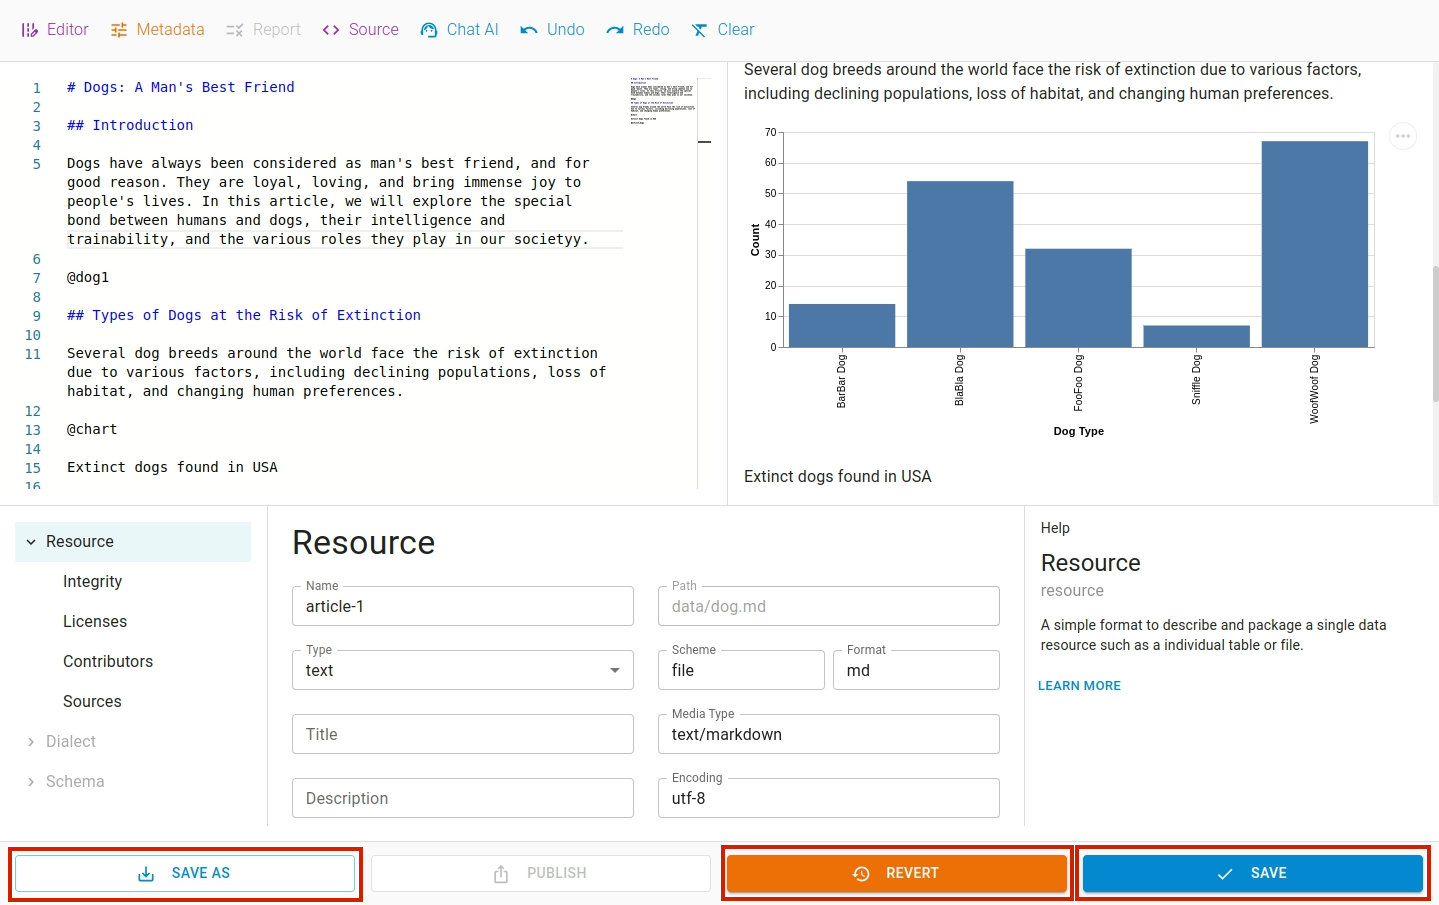 Editor Metadata Report Source Chat AI Undo Redo Clear
1 # Dogs: A Man's Best Friend
2
3 ## Introduction
4
5 Dogs have always been considered as man's best friend, and for
good reason. They are loyal, loving, and bring immense joy to
people's lives. In this article, we will explore the special
bond between humans and dogs, their intelligence and
trainability, and the various roles they play in our societyy.
6
7 @dog1
8
9 ## Types of Dogs at the Risk of Extinction
10
11 Several dog breeds around the world face the risk of extinction
due to various factors, including declining populations, loss of
habitat, and changing human preferences.
12
13 @chart
14
15 Extinct dogs found in USA
16
Several dog breeds around the world face the risk of extinction due to various factors,
including declining populations, loss of habitat, and changing human preferences.
70
60
50
40
30
20
10
0
Count
BarBar Dog
BlaBla Dog
FooFoo Dog
Sniffle Dog
WoofWoof Dog
Dog Type
Extinct dogs found in USA
Resource
Integrity
Licenses
Contributors
Sources
Dialect
Schema
Resource
Name
article-1
Path
data/dog.md
Type
text
Scheme
file
Format
md
Title
Media Type
text/markdown
Description
Encoding
utf-8
Help
Resource
resource
A simple format to describe and package a single data
resource such as a individual table or file.
LEARN MORE
SAVE AS PUBLISH REVERT SAVE